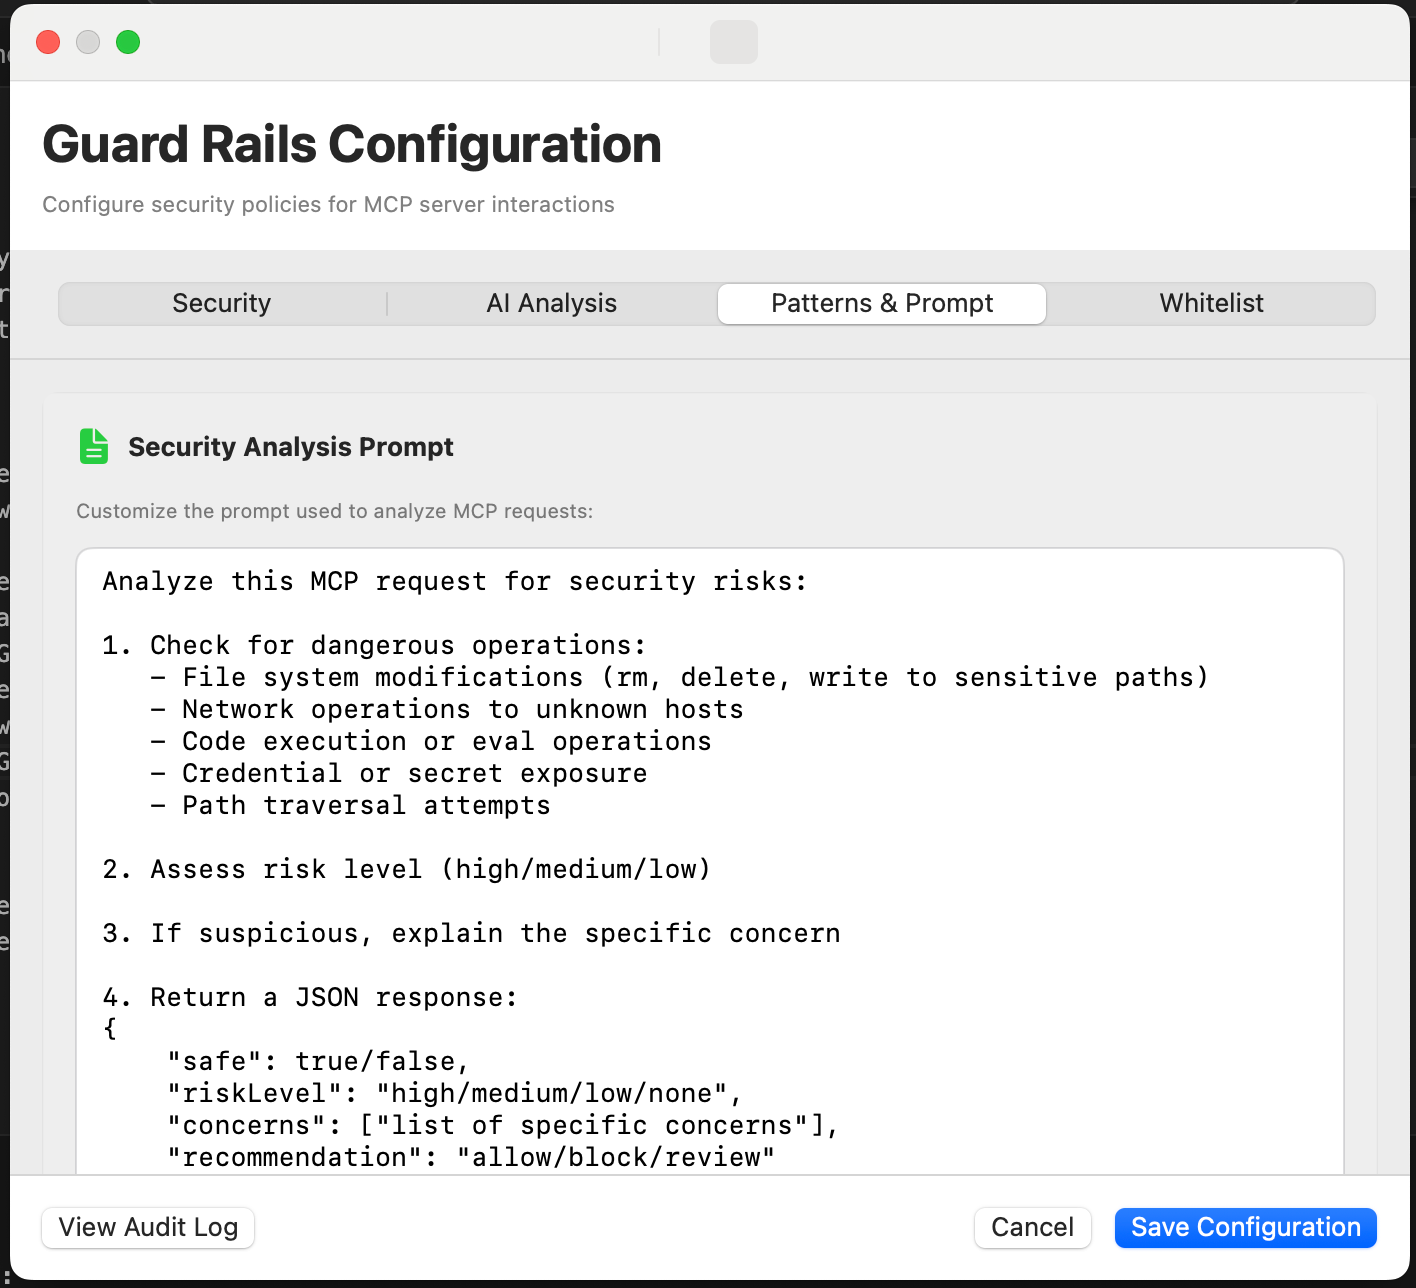 Guard Rails Configuration
Configure security policies for MCP server interactions
Security
AI Analysis
Patterns & Prompt
Whitelist
Security Analysis Prompt
Customize the prompt used to analyze MCP requests:
Analyze this MCP request for security risks:
1. Check for dangerous operations:
– File system modifications (rm, delete, write to sensitive paths)
– Network operations to unknown hosts
– Code execution or eval operations
– Credential or secret exposure
– Path traversal attempts
2. Assess risk level (high/medium/low)
3. If suspicious, explain the specific concern
4. Return a JSON response:
{
"safe": true/false,
"riskLevel": "high/medium/low/none",
"concerns": ["list of specific concerns"],
"recommendation": "allow/block/review"
View Audit Log
Cancel
Save Configuration